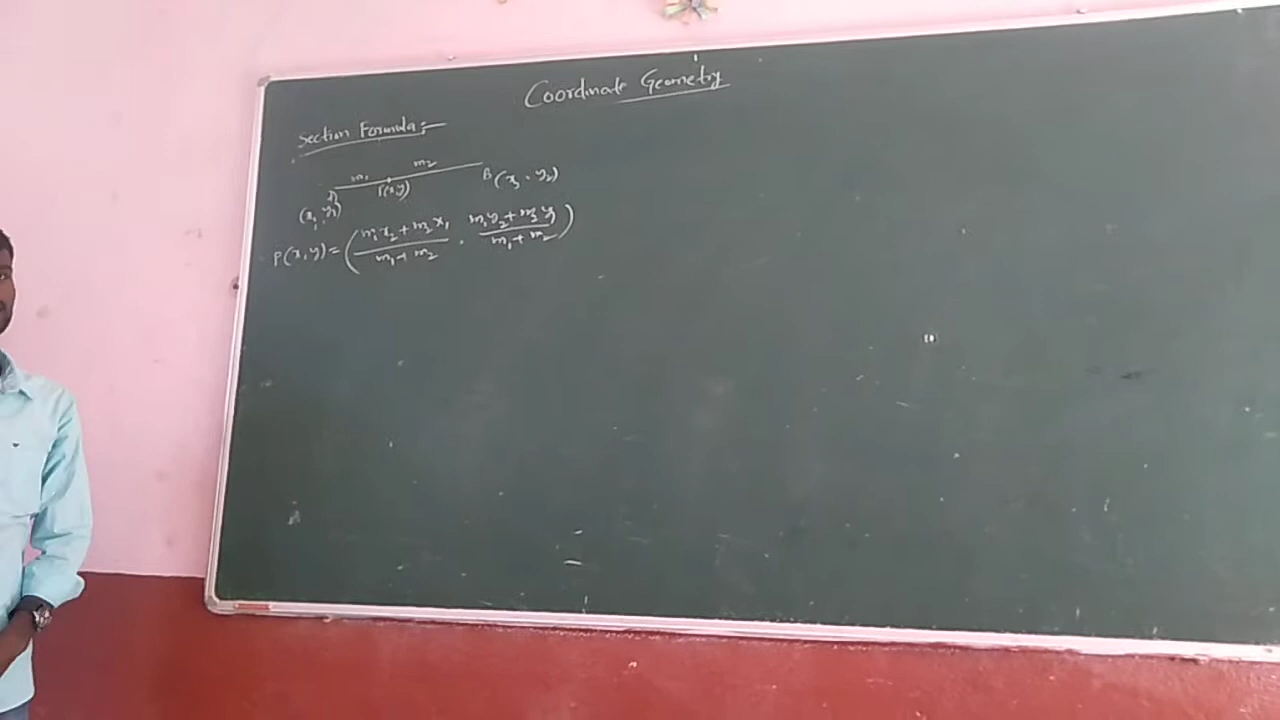 Coordinate Geometry
Section Formula:-
m₁ m₂
A P(x,y) B (x₂, y₂)
(x₁, y₁)
P(x,y) = ( (m₁x₂+m₂x₁)/(m₁+m₂) , (m₁y₂+m₂y₁)/(m₁+m₂) )